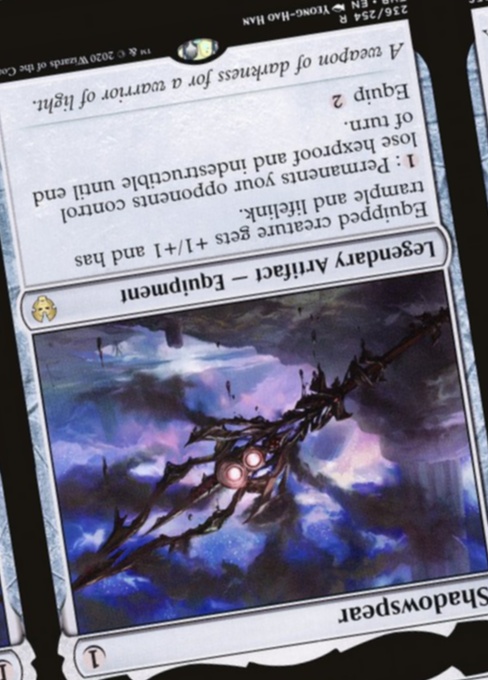 Shadowspear
1
Legendary Artifact — Equipment
Equipped creature gets +1/+1 and has
trample and lifelink.
1: Permanents your opponents control
lose hexproof and indestructible until end
of turn.
Equip 2
A weapon of darkness for a warrior of light.
236/254 R
EN YEONG-HAO HAN
™ & © 2020 Wizards of the